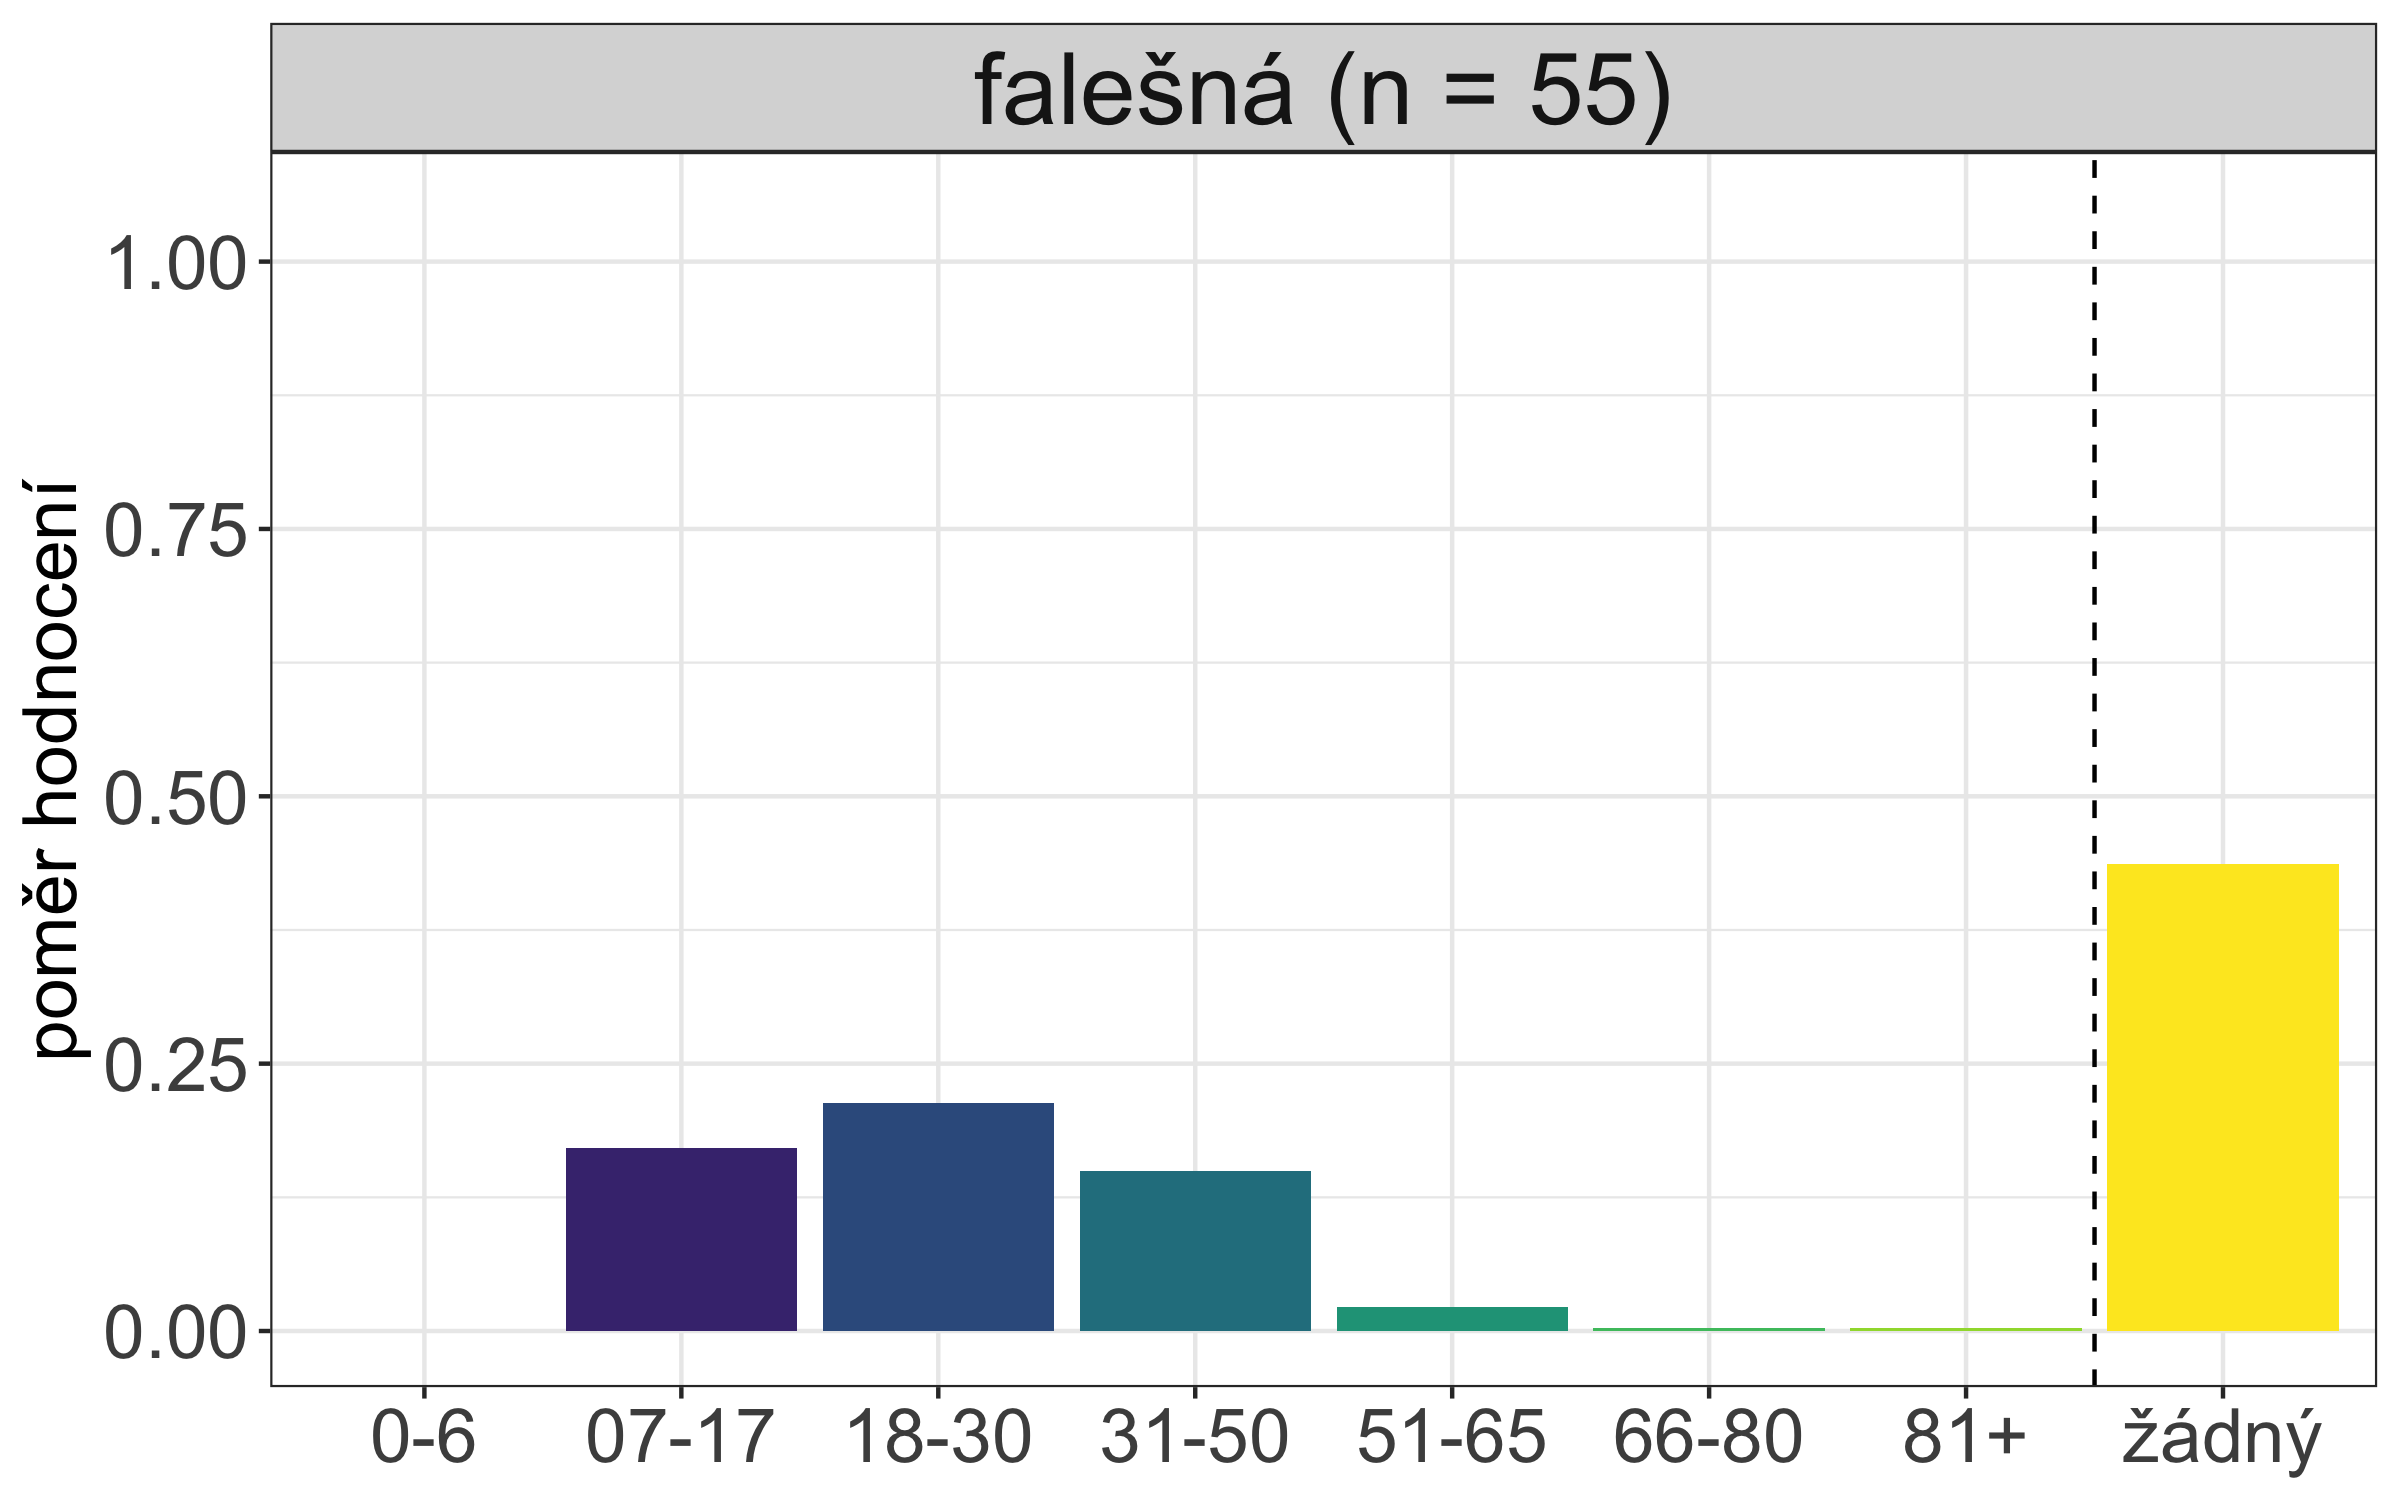 falešná (n = 55)
poměr hodnocení
1.00
0.75
0.50
0.25
0.00
0-6 07-17 18-30 31-50 51-65 66-80 81+ žádný